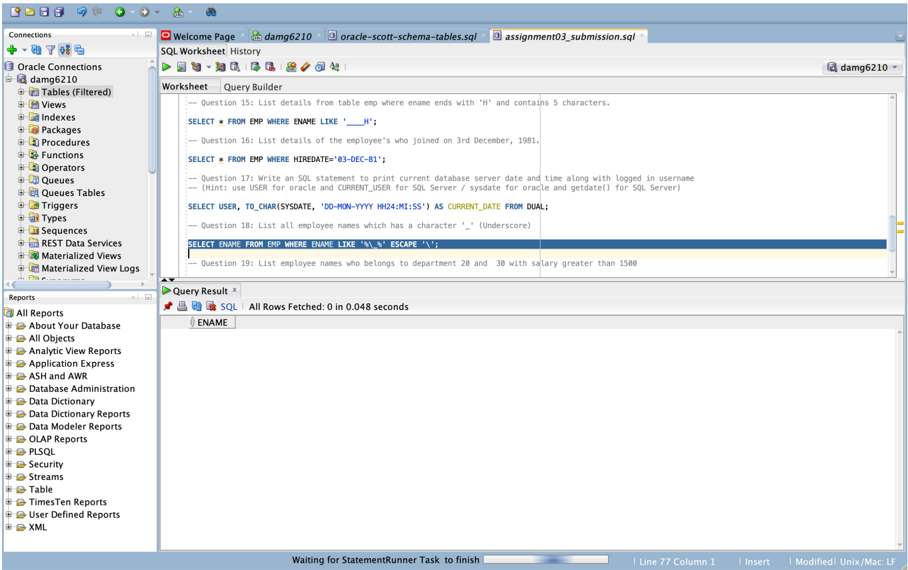 Connections
Oracle Connections
damg6210
Tables (Filtered)
Views
Indexes
Packages
Procedures
Functions
Operators
Queues
Queues Tables
Triggers
Types
Sequences
REST Data Services
Materialized Views
Materialized View Logs
Reports
All Reports
About Your Database
All Objects
Analytic View Reports
Application Express
ASH and AWR
Database Administration
Data Dictionary
Data Dictionary Reports
Data Modeler Reports
OLAP Reports
PLSQL
Security
Streams
Table
TimesTen Reports
User Defined Reports
XML
Welcome Page damg6210 oracle-scott-schema-tables.sql assignment03_submission.sql
SQL Worksheet History
damg6210
Worksheet Query Builder
-- Question 15: List details from table emp where ename ends with 'H' and contains 5 characters.
SELECT * FROM EMP WHERE ENAME LIKE '____H';
-- Question 16: List details of the employee's who joined on 3rd December, 1981.
SELECT * FROM EMP WHERE HIREDATE='03-DEC-81';
-- Question 17: Write an SQL statement to print current database server date and time along with logged in username
-- (Hint: use USER for oracle and CURRENT_USER for SQL Server / sysdate for oracle and getdate() for SQL Server)
SELECT USER, TO_CHAR(SYSDATE, 'DD-MON-YYYY HH24:MI:SS') AS CURRENT_DATE FROM DUAL;
-- Question 18: List all employee names which has a character '_' (Underscore)
SELECT ENAME FROM EMP WHERE ENAME LIKE '%\_%' ESCAPE '\';
-- Question 19: List employee names who belongs to department 20 and  30 with salary greater than 1500
Query Result
SQL All Rows Fetched: 0 in 0.048 seconds
ENAME
Waiting for StatementRunner Task to finish
Line 77 Column 1 Insert Modified Unix/Mac: LF